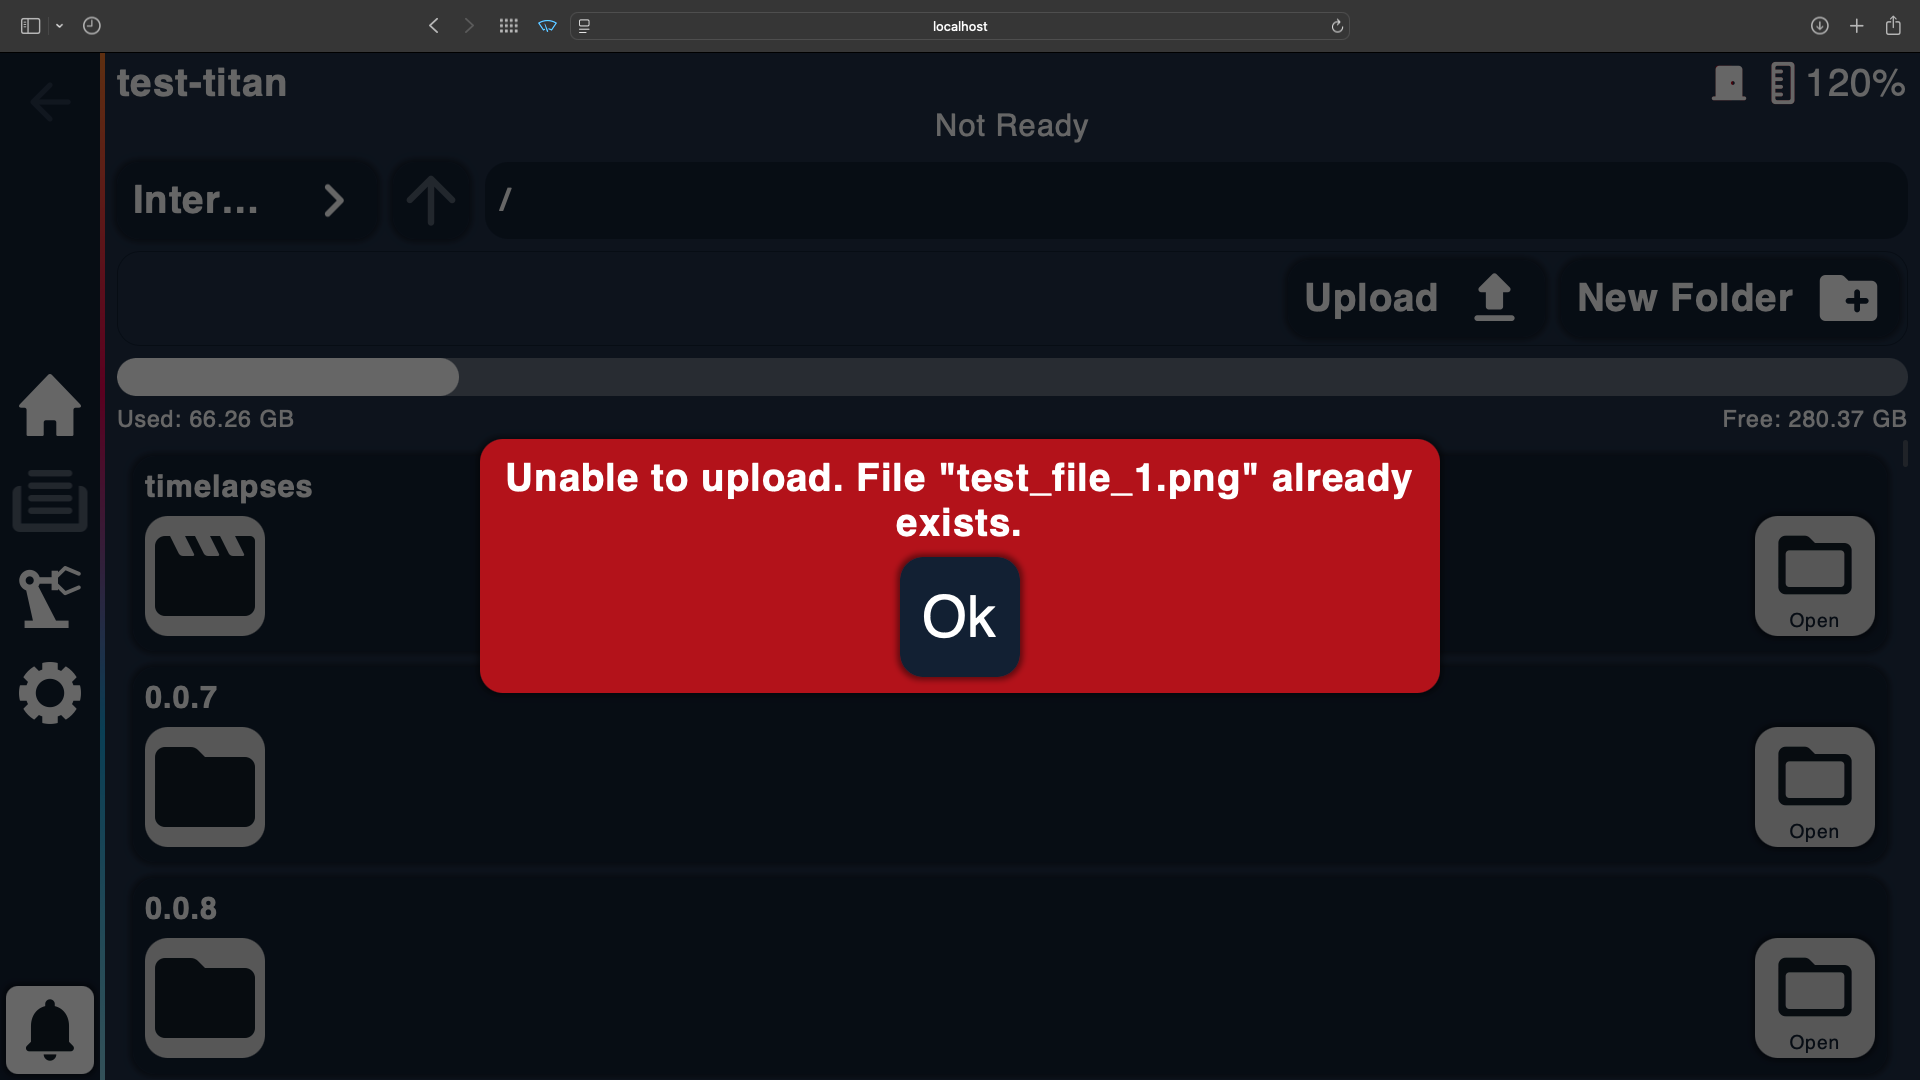 localhost
test-titan
120%
Not Ready
Inter...
/
Upload
New Folder
Used: 66.26 GB
Free: 280.37 GB
Unable to upload. File "test_file_1.png" already
exists.
Ok
timelapses
Open
0.0.7
Open
0.0.8
Open